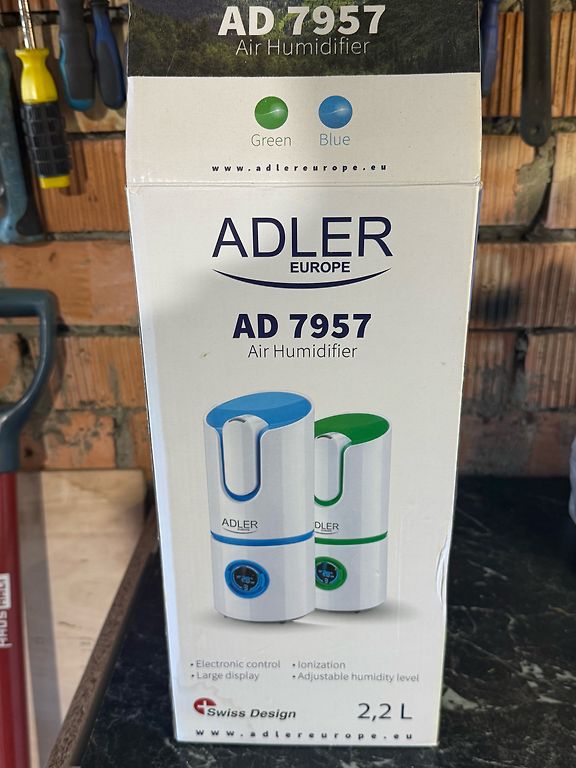 AD 7957
Air Humidifier
Green Blue
www.adlereurope.eu
ADLER
EUROPE
AD 7957
Air Humidifier
ADLER
EUROPE
ADLER
• Electronic control • Ionization
• Large display • Adjustable humidity level
Swiss Design 2,2 L
www.adlereurope.eu